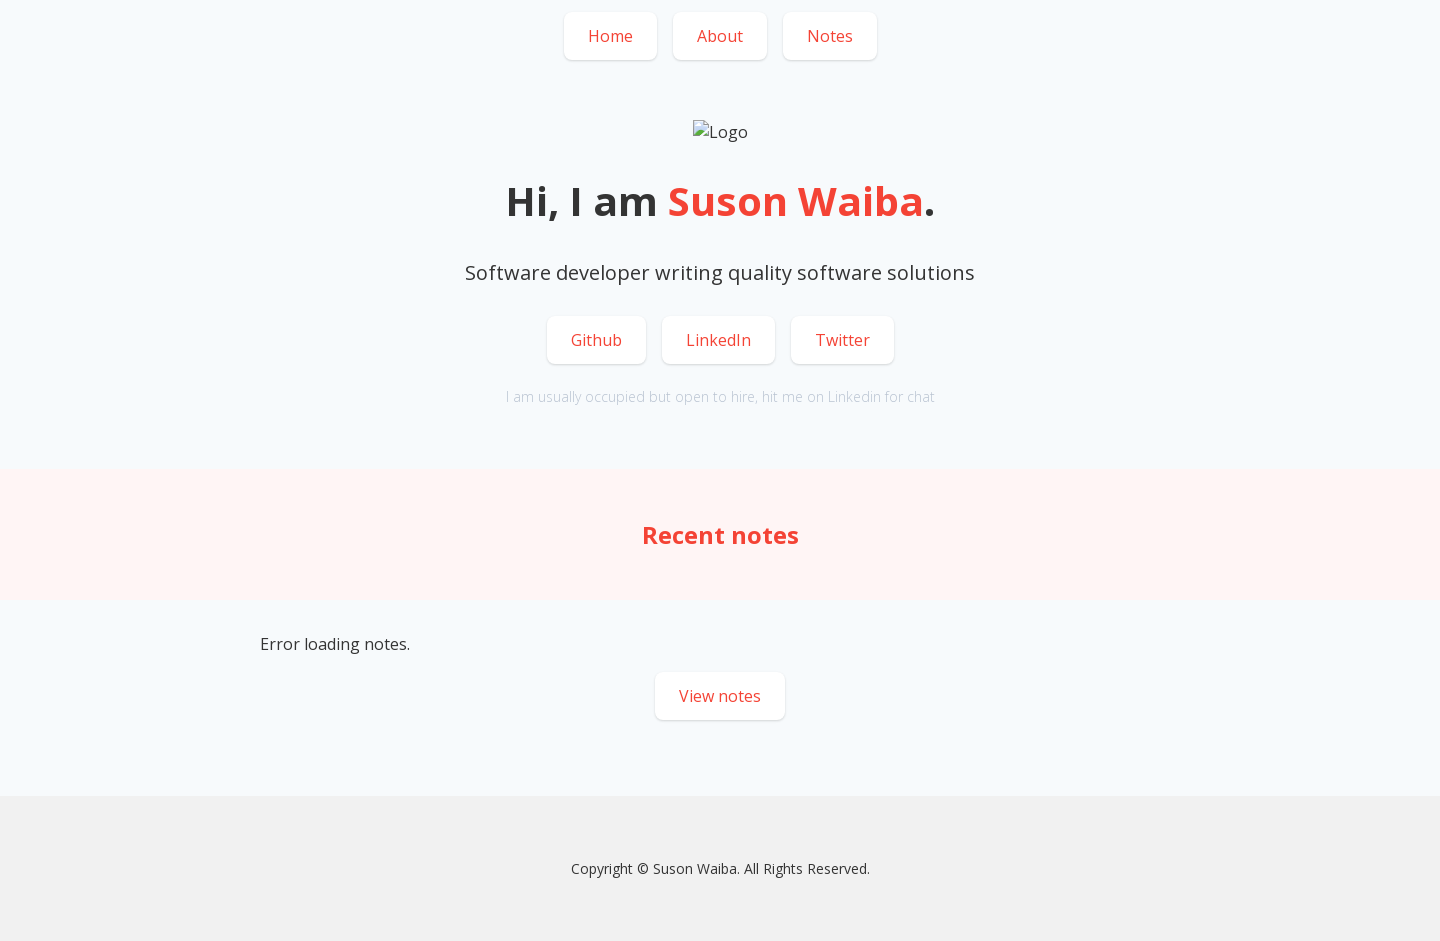 Home About Notes
Logo
Hi, I am Suson Waiba.
Software developer writing quality software solutions
Github LinkedIn Twitter
I am usually occupied but open to hire, hit me on Linkedin for chat
Recent notes
Error loading notes.
View notes
Copyright © Suson Waiba. All Rights Reserved.